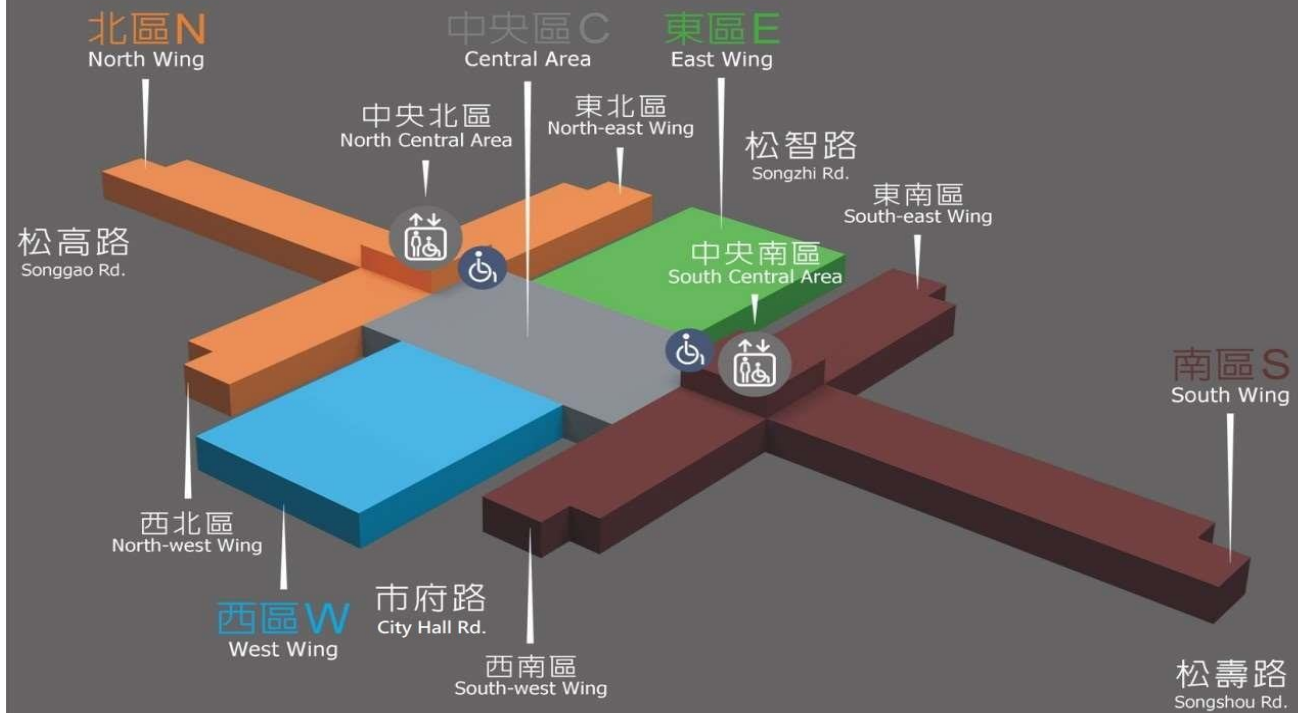 北區N
North Wing
中央區C
Central Area
東區E
East Wing
中央北區
North Central Area
東北區
North-east Wing
松智路
Songzhi Rd.
東南區
South-east Wing
松高路
Songgao Rd.
中央南區
South Central Area
南區S
South Wing
西北區
North-west Wing
西區W
West Wing
市府路
City Hall Rd.
西南區
South-west Wing
松壽路
Songshou Rd.